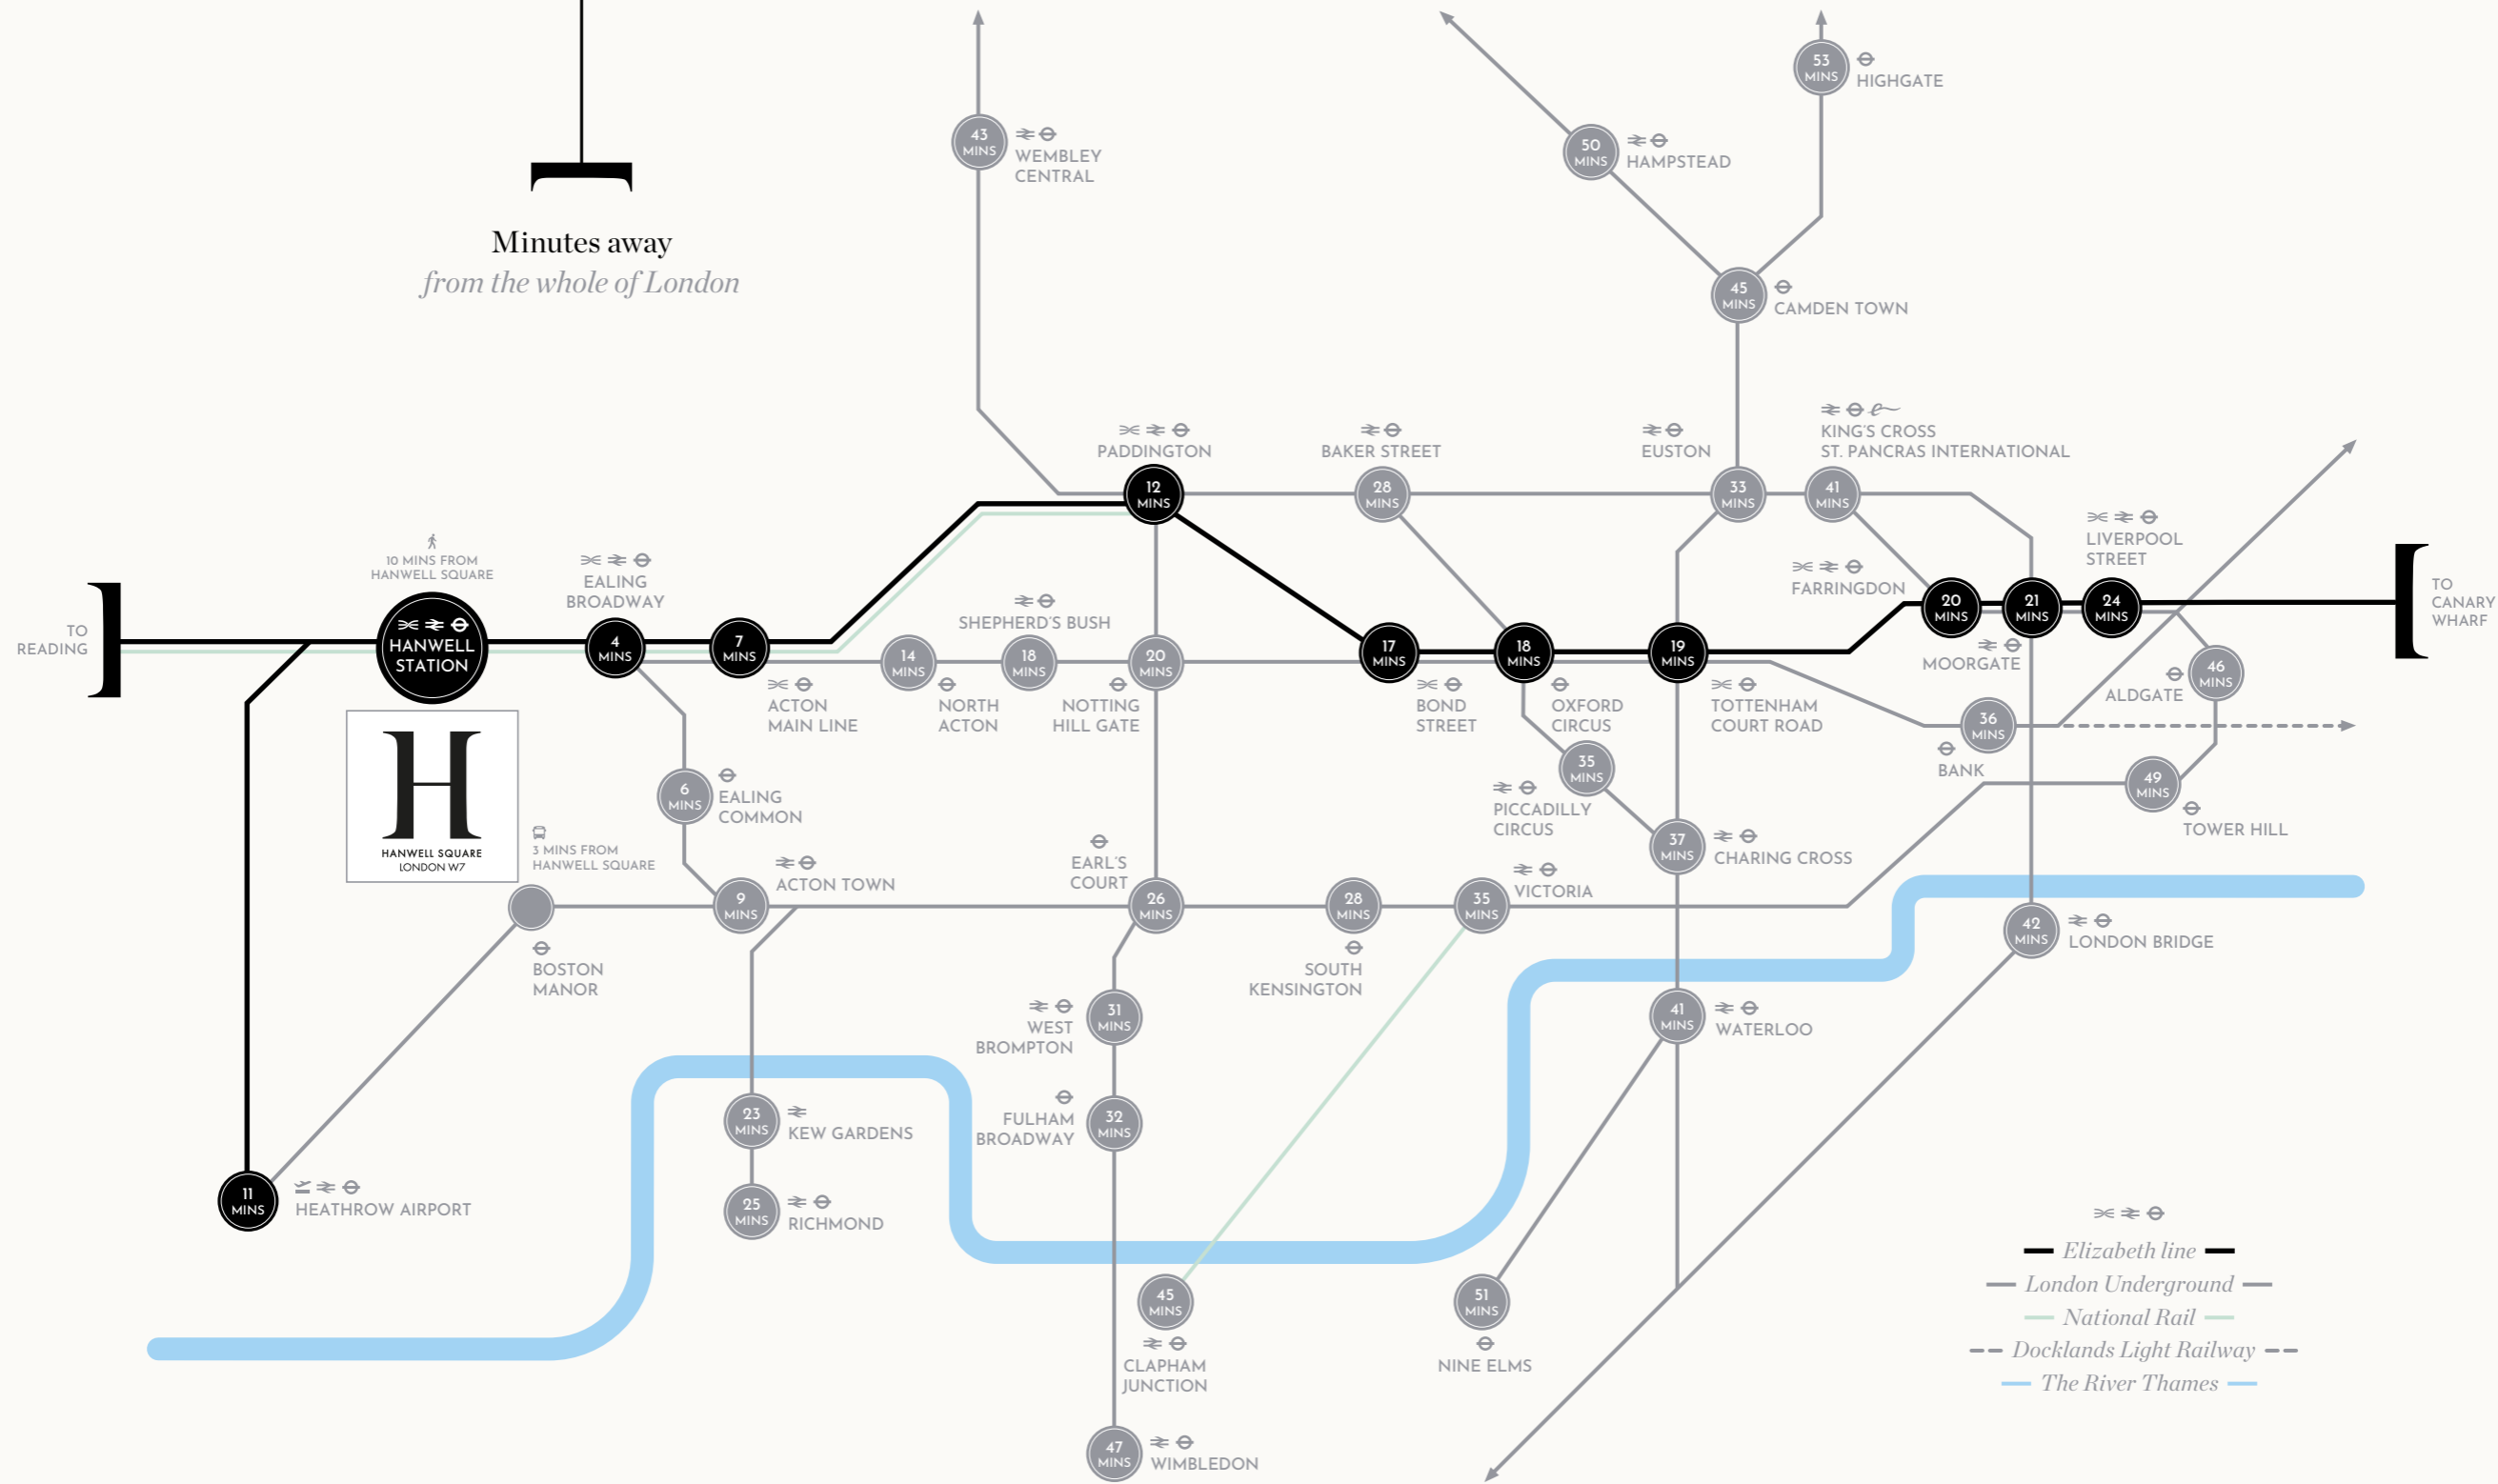 Minutes away
from the whole of London
53
MINS
HIGHGATE
43
MINS
WEMBLEY
CENTRAL
50
MINS
HAMPSTEAD
45
MINS
CAMDEN TOWN
PADDINGTON
12
MINS
BAKER STREET
28
MINS
EUSTON
33
MINS
KING'S CROSS
ST. PANCRAS INTERNATIONAL
41
MINS
TO
READING
10 MINS FROM
HANWELL SQUARE
HANWELL
STATION
EALING
BROADWAY
4
MINS
7
MINS
ACTON
MAIN LINE
14
MINS
NORTH
ACTON
SHEPHERD'S BUSH
18
MINS
20
MINS
NOTTING
HILL GATE
17
MINS
BOND
STREET
18
MINS
OXFORD
CIRCUS
19
MINS
TOTTENHAM
COURT ROAD
FARRINGDON
20
MINS
21
MINS
MOORGATE
LIVERPOOL
STREET
24
MINS
TO
CANARY
WHARF
46
MINS
ALDGATE
36
MINS
BANK
49
MINS
TOWER HILL
H
HANWELL SQUARE
LONDON W7
3 MINS FROM
HANWELL SQUARE
6
MINS
EALING
COMMON
35
MINS
PICCADILLY
CIRCUS
37
MINS
CHARING CROSS
BOSTON
MANOR
9
MINS
ACTON TOWN
EARL'S
COURT
26
MINS
28
MINS
SOUTH
KENSINGTON
35
MINS
VICTORIA
42
MINS
LONDON BRIDGE
31
MINS
WEST
BROMPTON
41
MINS
WATERLOO
23
MINS
KEW GARDENS
32
MINS
FULHAM
BROADWAY
11
MINS
HEATHROW AIRPORT
25
MINS
RICHMOND
45
MINS
CLAPHAM
JUNCTION
51
MINS
NINE ELMS
47
MINS
WIMBLEDON
Elizabeth line
London Underground
National Rail
Docklands Light Railway
The River Thames